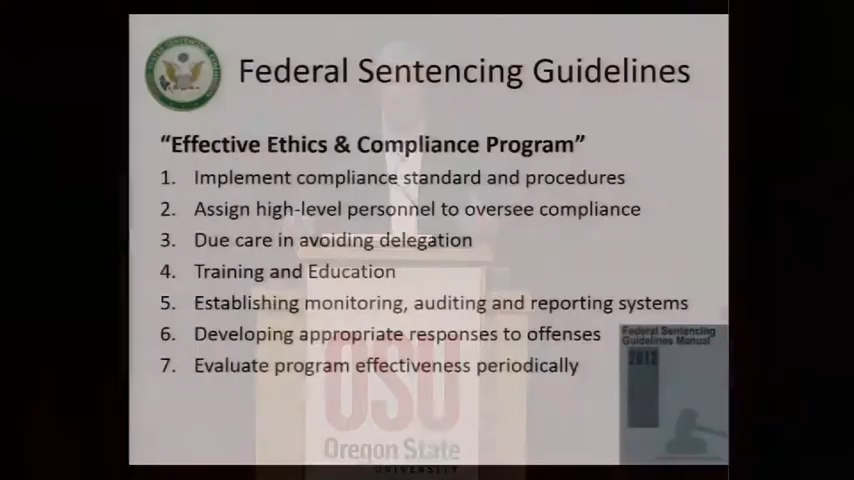 Federal Sentencing Guidelines
“Effective Ethics & Compliance Program”
1. Implement compliance standard and procedures
2. Assign high-level personnel to oversee compliance
3. Due care in avoiding delegation
4. Training and Education
5. Establishing monitoring, auditing and reporting systems
6. Developing appropriate responses to offenses
7. Evaluate program effectiveness periodically
Federal Sentencing
Guidelines Manual
2012
OSU
Oregon State
UNIVERSITY